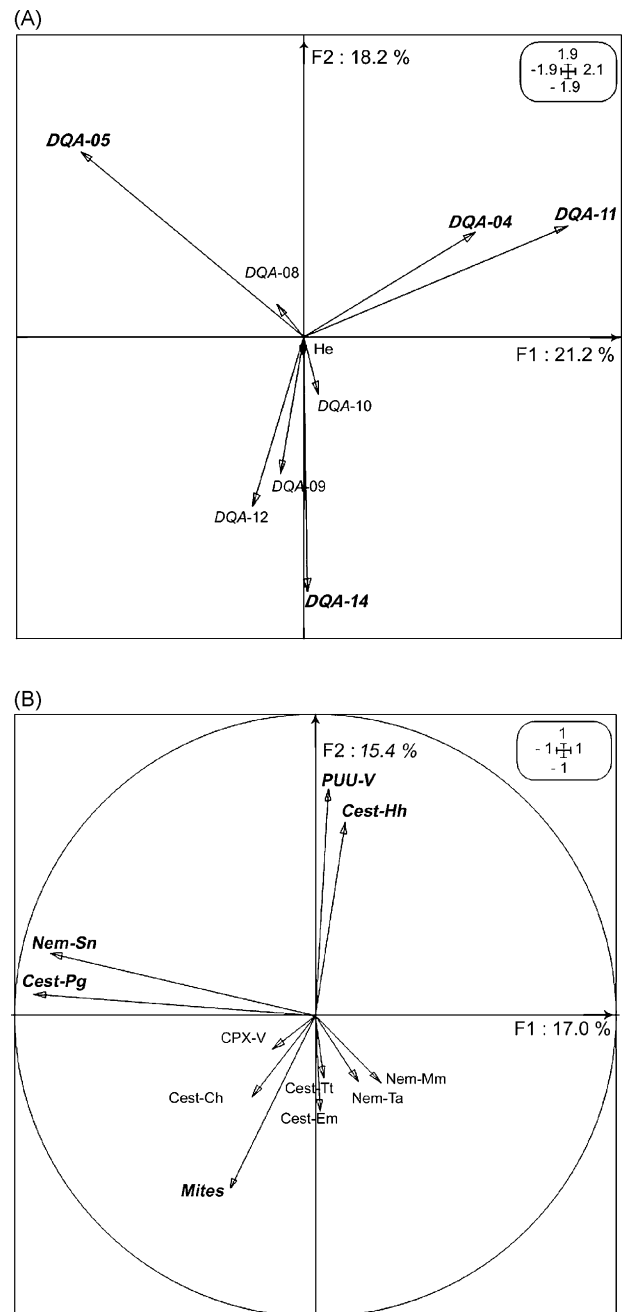 (A)
F2 : 18.2 %
1.9
-1.9 2.1
- 1.9
DQA-05
DQA-04
DQA-11
DQA-08
He
F1 : 21.2 %
DQA-10
DQA-09
DQA-12
DQA-14
(B)
F2 : 15.4 %
1
- 1 1
- 1
PUU-V
Cest-Hh
Nem-Sn
Cest-Pg
F1 : 17.0 %
CPX-V
Cest-Tt
Nem-Mm
Cest-Ch
Nem-Ta
Cest-Em
Mites